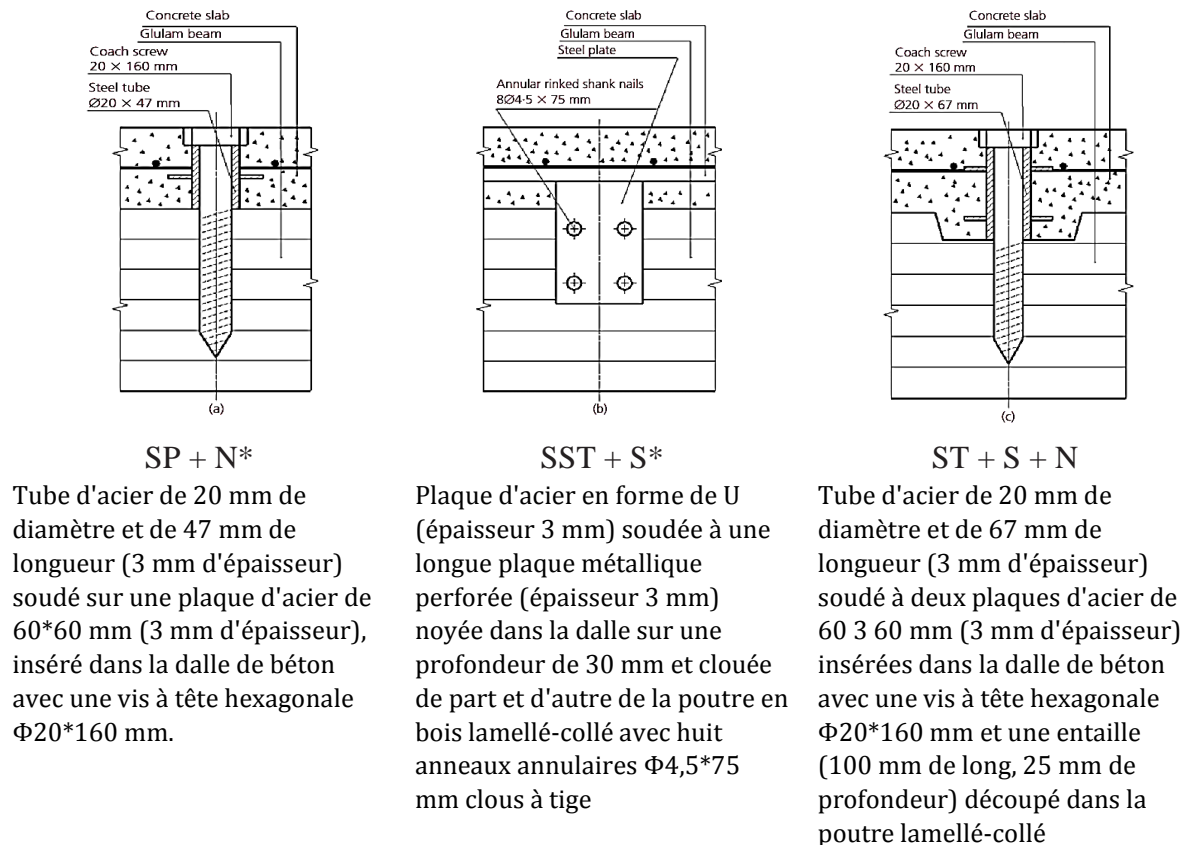 Concrete slab
Glulam beam
Coach screw
20 × 160 mm
Steel tube
Ø20 × 47 mm
(a)
Concrete slab
Glulam beam
Steel plate
Annular rinked shank nails
8Ø4·5 × 75 mm
(b)
Concrete slab
Glulam beam
Coach screw
20 × 160 mm
Steel tube
Ø20 × 67 mm
(c)
SP + N*
Tube d'acier de 20 mm de
diamètre et de 47 mm de
longueur (3 mm d'épaisseur)
soudé sur une plaque d'acier de
60*60 mm (3 mm d'épaisseur),
inséré dans la dalle de béton
avec une vis à tête hexagonale
Φ20*160 mm.
SST + S*
Plaque d'acier en forme de U
(épaisseur 3 mm) soudée à une
longue plaque métallique
perforée (épaisseur 3 mm)
noyée dans la dalle sur une
profondeur de 30 mm et clouée
de part et d'autre de la poutre en
bois lamellé-collé avec huit
anneaux annulaires Φ4,5*75
mm clous à tige
ST + S + N
Tube d'acier de 20 mm de
diamètre et de 67 mm de
longueur (3 mm d'épaisseur)
soudé à deux plaques d'acier de
60 3 60 mm (3 mm d'épaisseur)
insérées dans la dalle de béton
avec une vis à tête hexagonale
Φ20*160 mm et une entaille
(100 mm de long, 25 mm de
profondeur) découpé dans la
poutre lamellé-collé